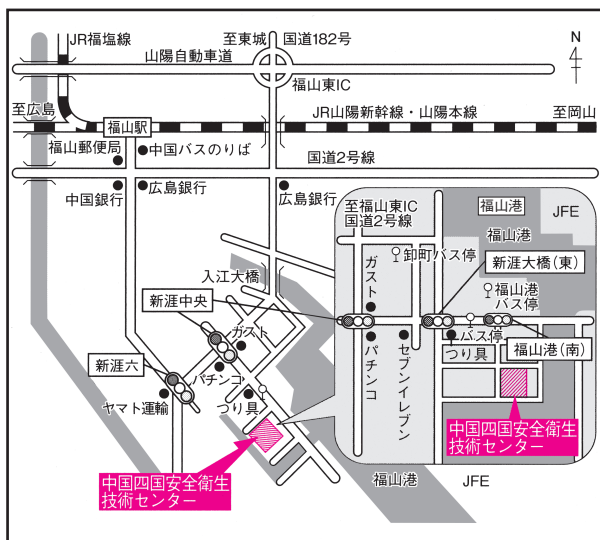 JR福塩線
至東城
国道182号
N
4
山陽自動車道
福山東IC
至広島
JR山陽新幹線・山陽本線
至岡山
福山駅
福山郵便局
中国バスのりば
国道2号線
中国銀行
広島銀行
広島銀行
至福山東IC
国道2号線
福山港
JFE
福山港
卸町バス停
新涯大橋(東)
ガスト
福山港
バス停
入江大橋
新涯中央
ガスト
バス停
つり具
福山港(南)
パチンコ
セブンイレブン
新涯六
パチンコ
ヤマト運輸
つり具
中国四国安全衛生
技術センター
中国四国安全衛生
技術センター
福山港
JFE